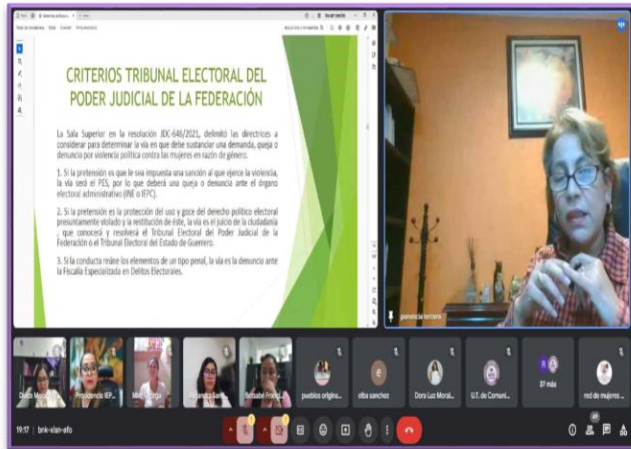 CRITERIOS TRIBUNAL ELECTORAL DEL
PODER JUDICIAL DE LA FEDERACIÓN
La Sala Superior en la resolución JDC-646/2021, delimitó las directrices a
considerar para determinar la vía en que debe sustanciar una demanda, queja o
denuncia por violencia política contra las mujeres en razón de género.
1. Si la pretensión es que le sea impuesta una sanción al que ejerce la violencia,
la vía será el PES, por lo que deberá una queja o denuncia ante el órgano
electoral administrativo (INE o IEPC).
2. Si la pretensión es la protección del uso y goce del derecho político electoral
presuntamente violado y la restitución de éste, la vía es el juicio de la ciudadanía
, que conocerá y resolverá el Tribunal Electoral del Poder Judicial de la
Federación o el Tribunal Electoral del Estado de Guerrero.
3. Si la conducta reúne los elementos de un tipo penal, la vía es la denuncia ante
la Fiscalía Especializada en Delitos Electorales.
ponencia tercera
Presidencia IEP...
pueblos origina...
e
elba sanchez
Dora Luz Moral...
U.T. de Comuni...
37 más
red de mujeres ...
19:17